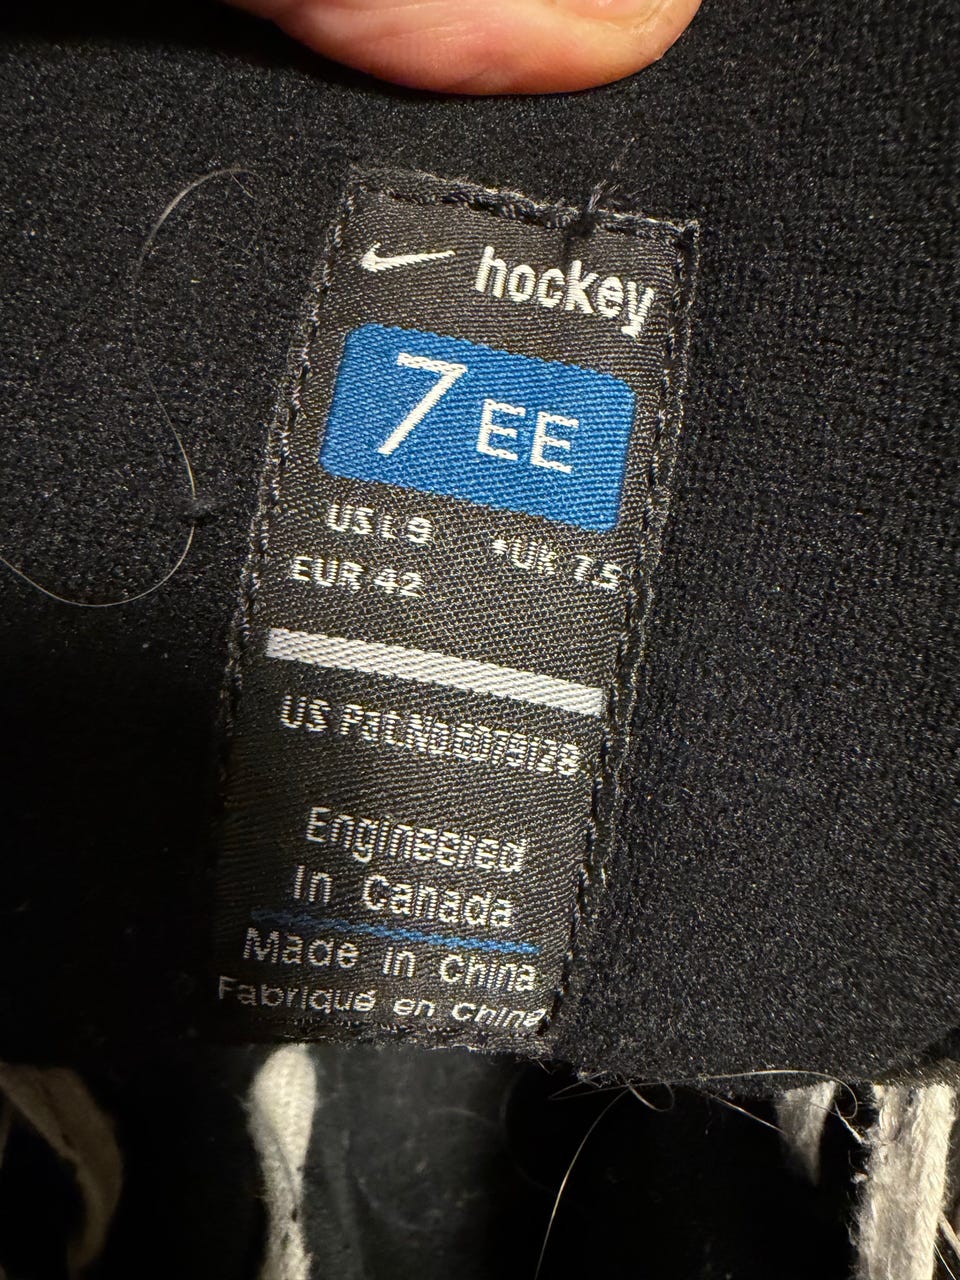 hockey
7 EE
US 9 UK 7.5
EUR 42
US
Engineered
In Canada
Made in China
Fabriqué en Chine